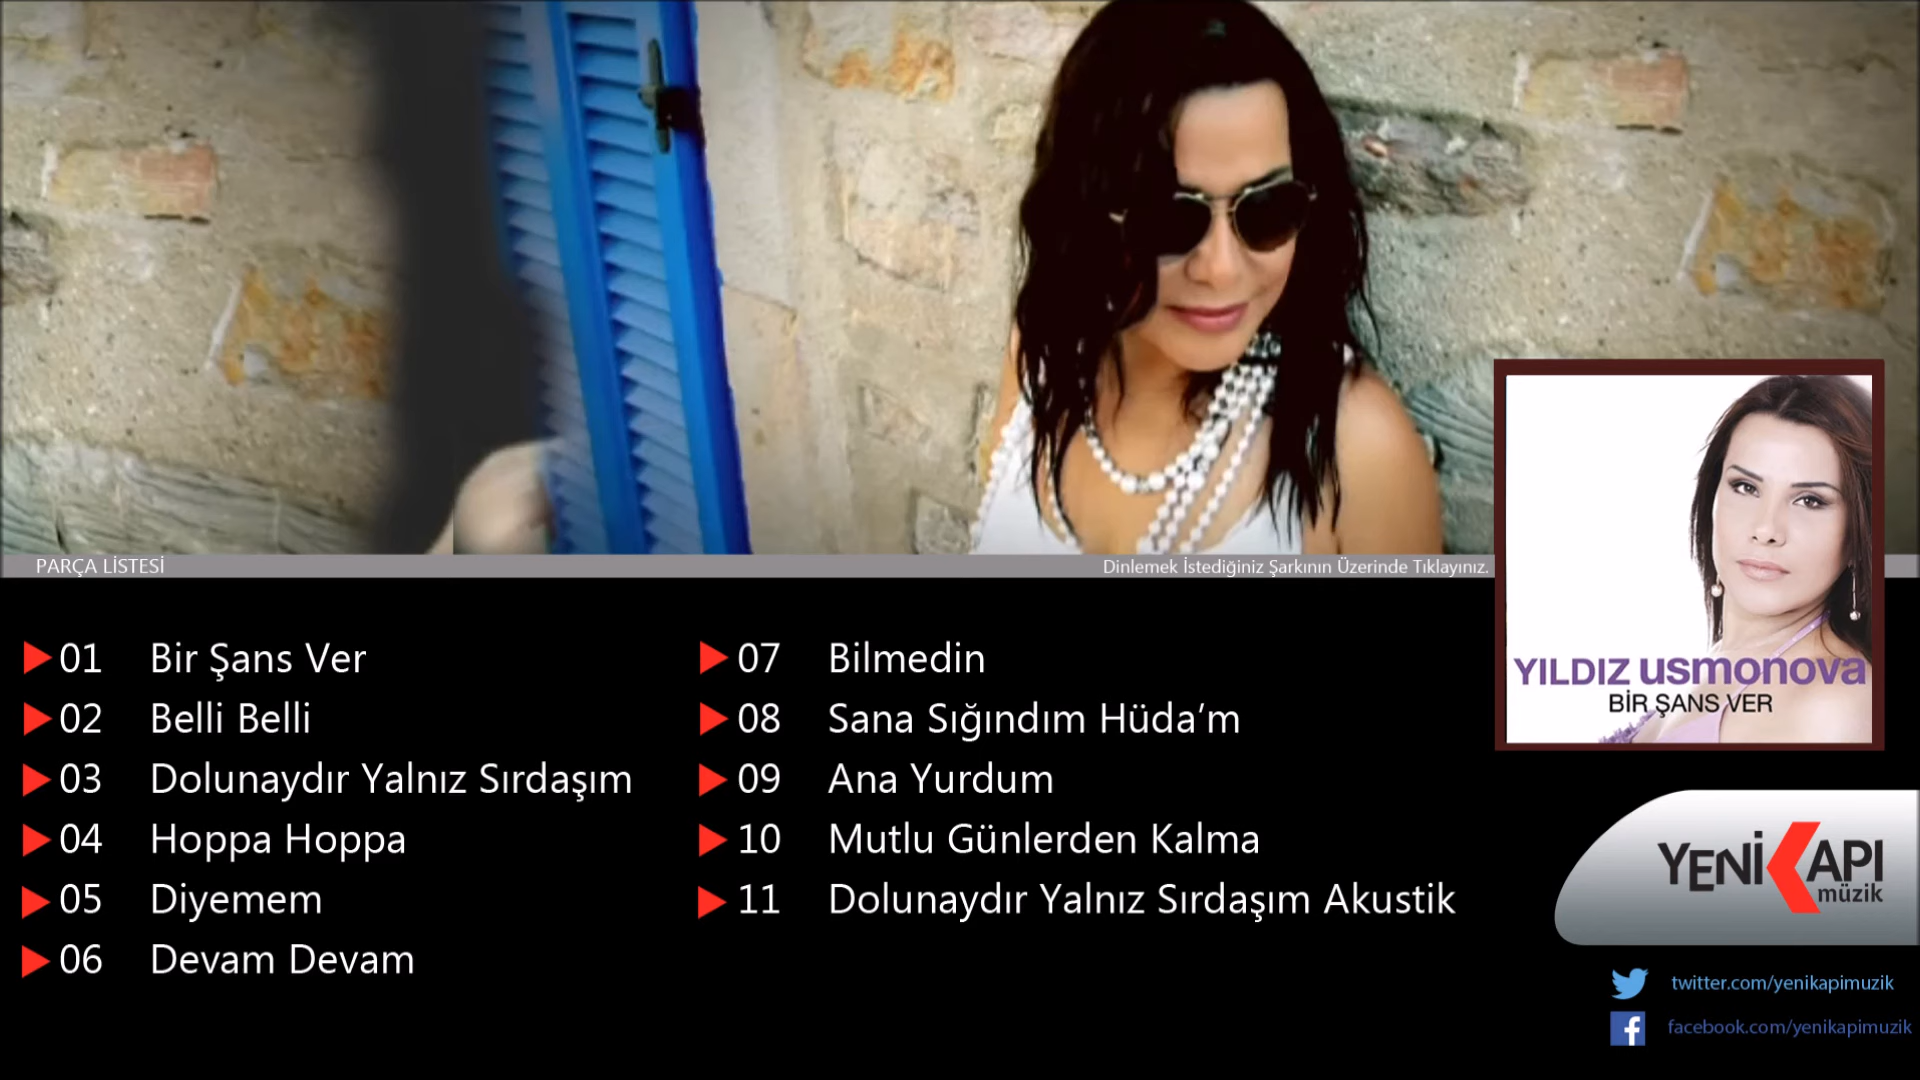 PARÇA LİSTESİ
Dinlemek İstediğiniz Şarkının Üzerinde Tıklayınız.
01 Bir Şans Ver
02 Belli Belli
03 Dolunaydır Yalnız Sırdaşım
04 Hoppa Hoppa
05 Diyemem
06 Devam Devam
07 Bilmedin
08 Sana Sığındım Hüda’m
09 Ana Yurdum
10 Mutlu Günlerden Kalma
11 Dolunaydır Yalnız Sırdaşım Akustik
YILDIZ usmonova
BİR ŞANS VER
YENİKAPI
müzik
twitter.com/yenikapimuzik
facebook.com/yenikapimuzik